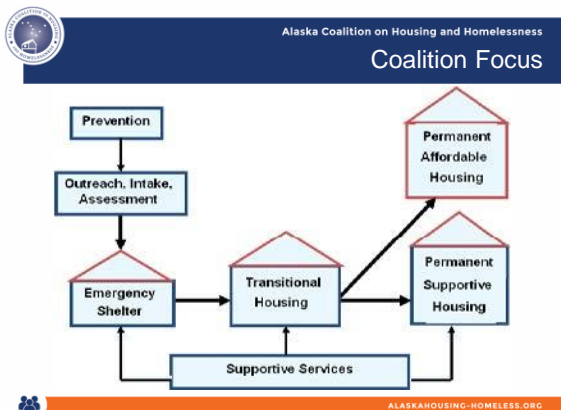 Alaska Coalition on Housing and Homelessness
Coalition Focus
Prevention
Outreach, Intake,
Assessment
Emergency
Shelter
Transitional
Housing
Permanent
Affordable
Housing
Permanent
Supportive
Housing
Supportive Services
ALASKAHOUSING-HOMELESS.ORG